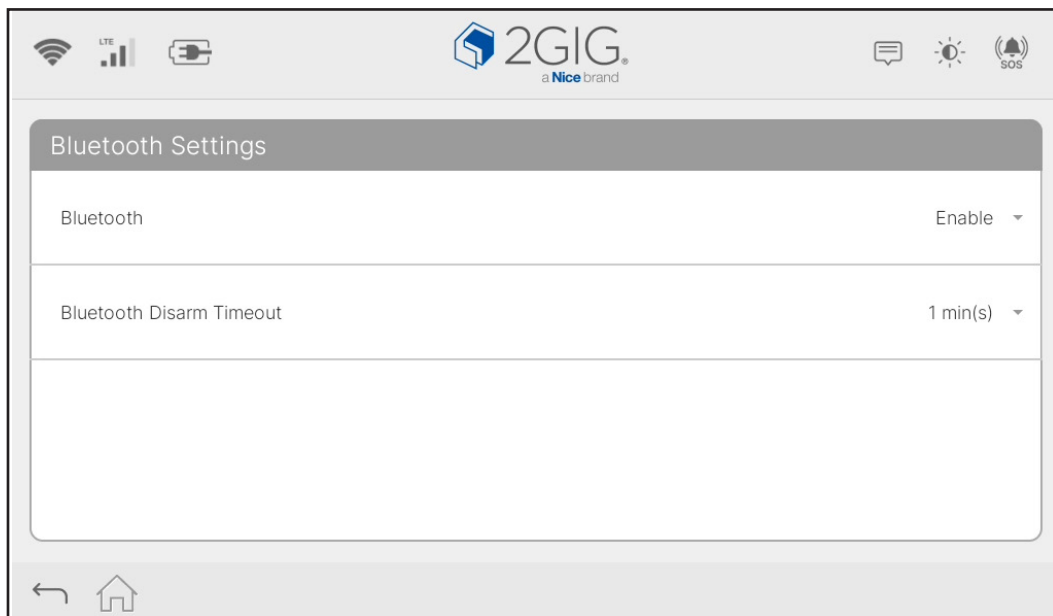 LTE
2GIG®
a Nice brand
SOS
Bluetooth Settings
Bluetooth Enable
Bluetooth Disarm Timeout 1 min(s)